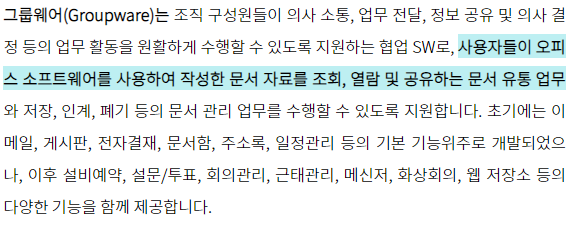 그룹웨어(Groupware)는 조직 구성원들이 의사 소통, 업무 전달, 정보 공유 및 의사 결
정 등의 업무 활동을 원활하게 수행할 수 있도록 지원하는 협업 SW로, 사용자들이 오피
스 소프트웨어를 사용하여 작성한 문서 자료를 조회, 열람 및 공유하는 문서 유통 업무
와 저장, 인계, 폐기 등의 문서 관리 업무를 수행할 수 있도록 지원합니다. 초기에는 이
메일, 게시판, 전자결재, 문서함, 주소록, 일정관리 등의 기본 기능위주로 개발되었으
나, 이후 설비예약, 설문/투표, 회의관리, 근태관리, 메신저, 화상회의, 웹 저장소 등의
다양한 기능을 함께 제공합니다.